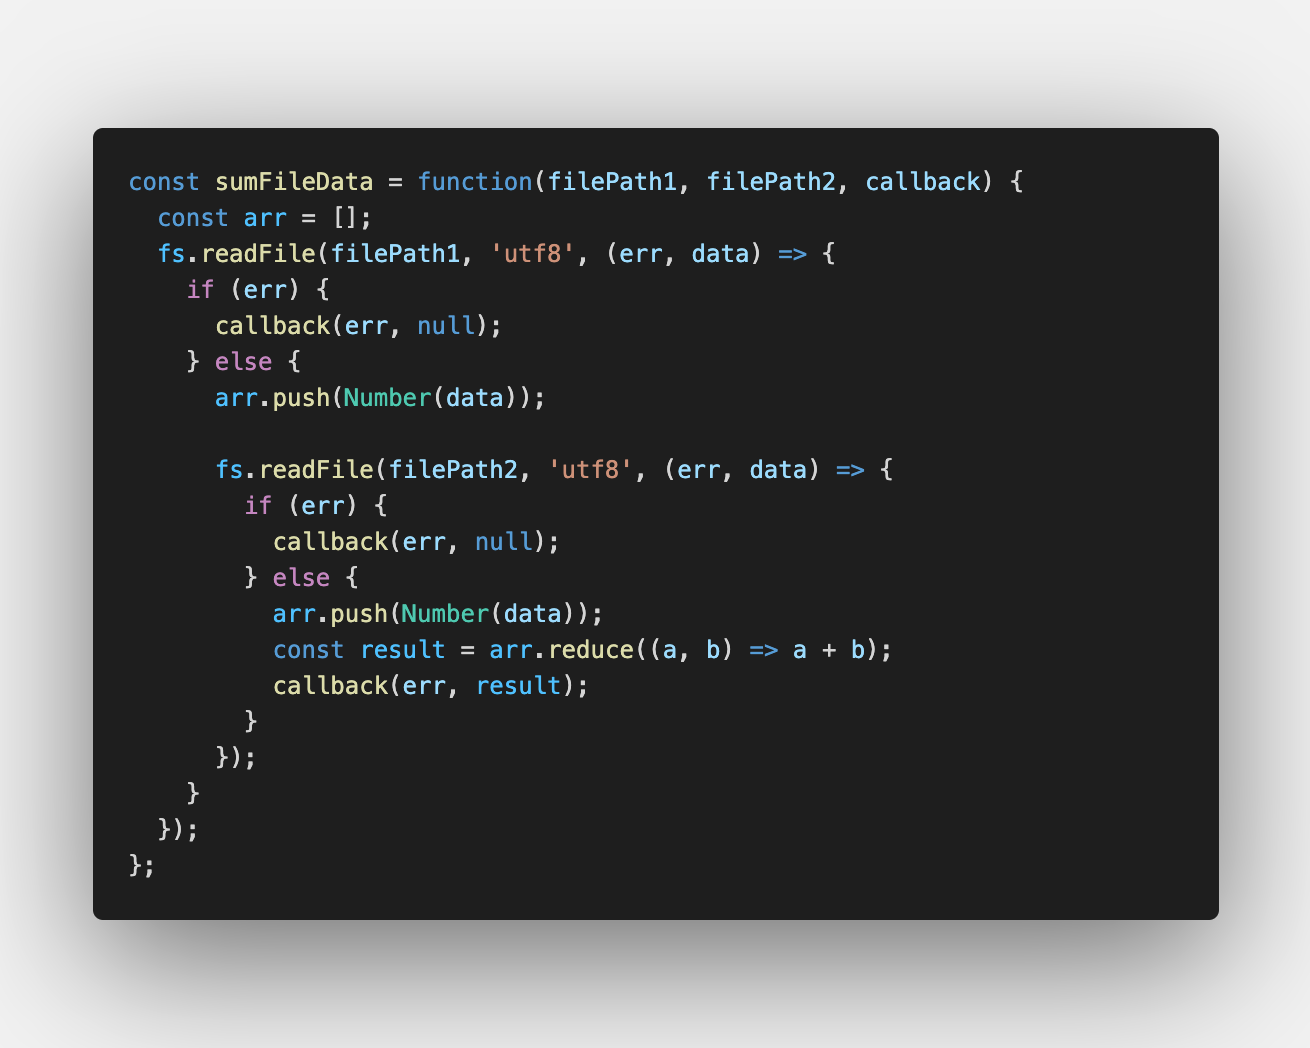 const sumFileData = function(filePath1, filePath2, callback) {
  const arr = [];
  fs.readFile(filePath1, 'utf8', (err, data) => {
    if (err) {
      callback(err, null);
    } else {
      arr.push(Number(data));

      fs.readFile(filePath2, 'utf8', (err, data) => {
        if (err) {
          callback(err, null);
        } else {
          arr.push(Number(data));
          const result = arr.reduce((a, b) => a + b);
          callback(err, result);
        }
      });
    }
  });
};